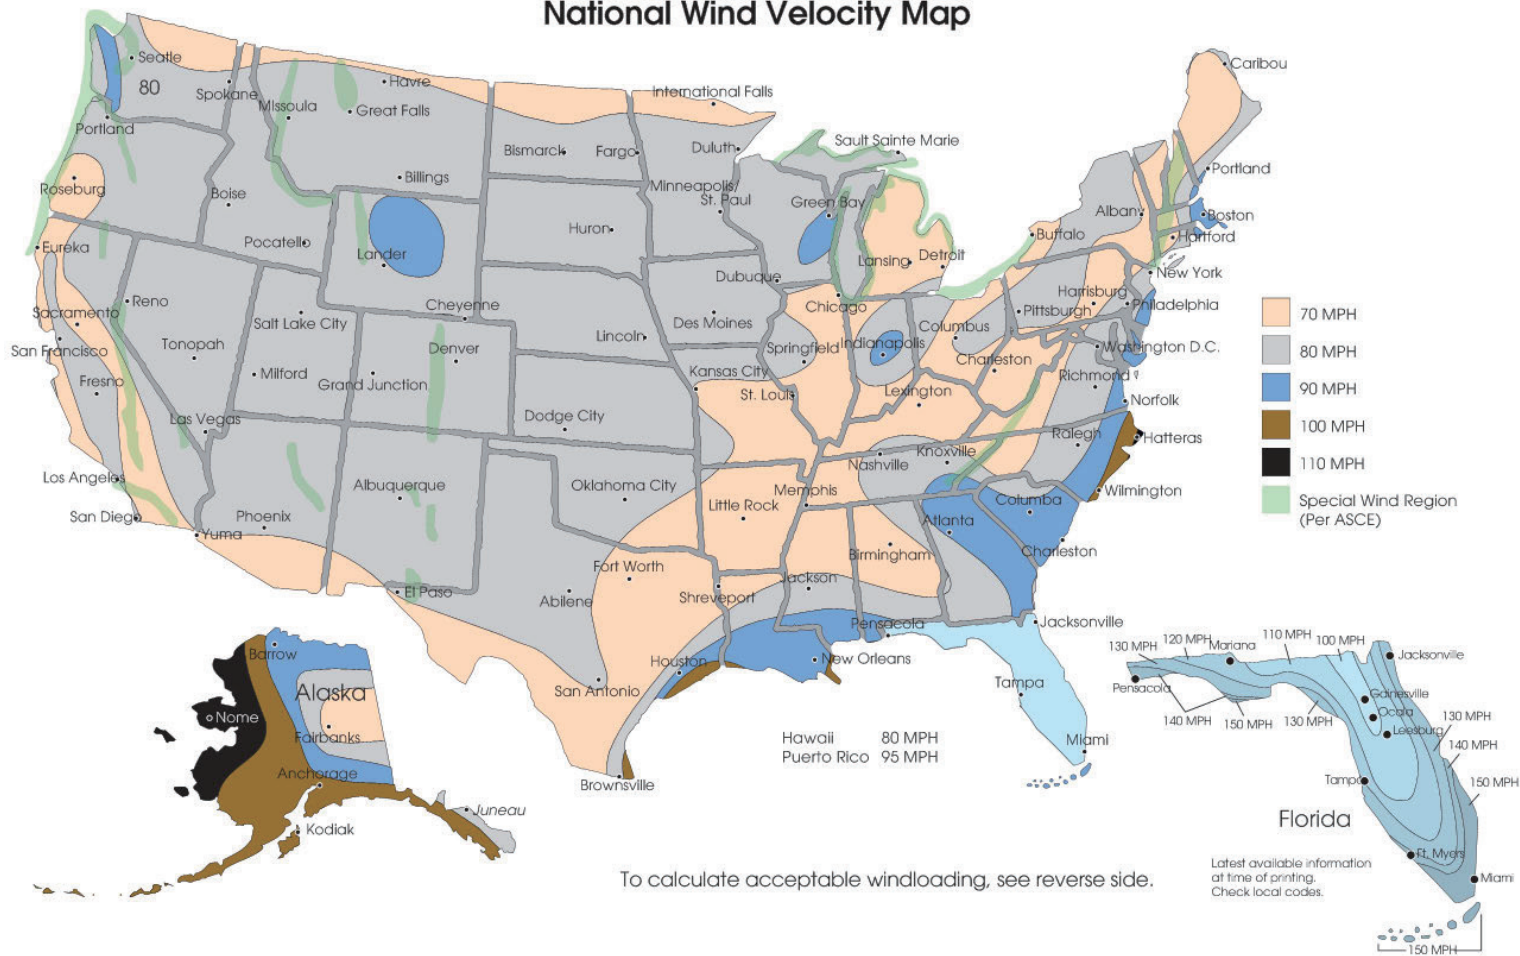 National Wind Velocity Map
Seatle
80
Spokane
Missoula
Havre
Great Falls
International Falls
Caribou
Portland
Bismarck
Fargo
Duluth
Sault Sainte Marie
Roseburg
Boise
Billings
Minneapolis/
St. Paul
Green Bay
Portland
Albany
Boston
Eureka
Pocatello
Lander
Huron
Buffalo
Hartford
Lansing
Detroit
Dubuque
New York
Reno
Cheyenne
Chicago
Harrisburg
Philadelphia
Sacramento
Salt Lake City
Lincoln
Des Moines
Columbus
Pittsburgh
San Francisco
Tonopah
Denver
Springfield
Indianapolis
Charleston
Washington D.C.
Fresno
Milford
Grand Junction
Kansas City
St. Louis
Lexington
Richmond
Norfolk
Las Vegas
Dodge City
Ralegh
Hatteras
Nashville
Knoxville
Los Angeles
Albuquerque
Oklahoma City
Little Rock
Memphis
Columba
Wilmington
San Diego
Phoenix
Yuma
Atlanta
Birmingham
Charleston
Fort Worth
Jackson
El Paso
Abilene
Shreveport
Pensacola
Jacksonville
Houston
New Orleans
San Antonio
Tampa
Miami
Brownsville
70 MPH
80 MPH
90 MPH
100 MPH
110 MPH
Special Wind Region
(Per ASCE)
Barrow
Alaska
Nome
Fairbanks
Anchorage
Juneau
Kodiak
Hawaii 80 MPH
Puerto Rico 95 MPH
130 MPH
120 MPH
Mariana
110 MPH
100 MPH
Jacksonville
Pensacola
Gainesville
Ocala
140 MPH
150 MPH
130 MPH
Leesburg
130 MPH
140 MPH
Tampa
150 MPH
Florida
Ft. Myers
Miami
150 MPH
Latest available information
at time of printing.
Check local codes.
To calculate acceptable windloading, see reverse side.